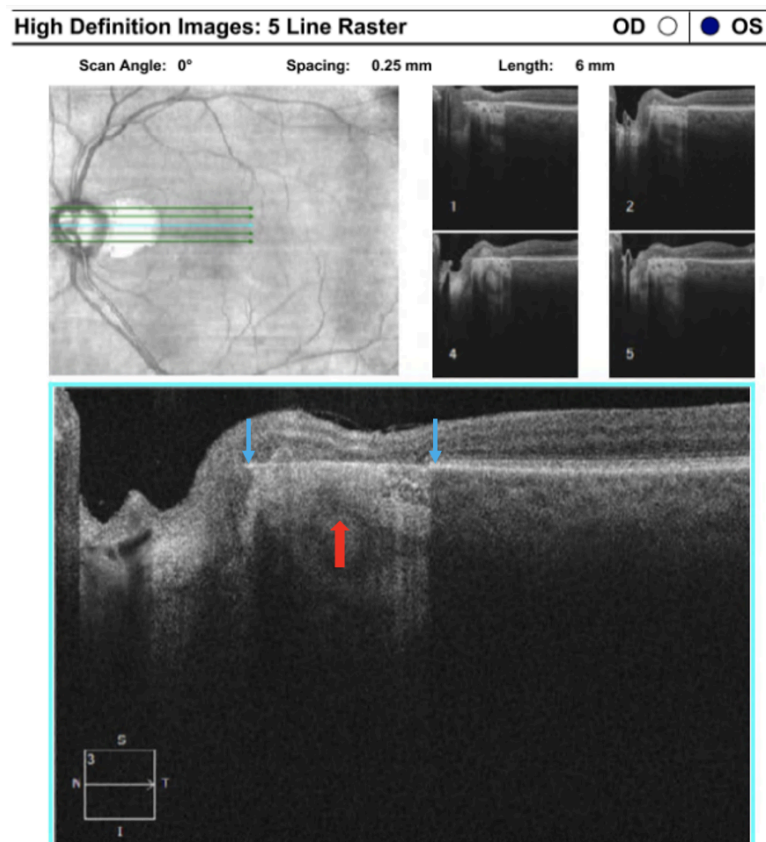 High Definition Images: 5 Line Raster OD OS
Scan Angle: 0° Spacing: 0.25 mm Length: 6 mm
1 2
4 5
S
3
N T
I